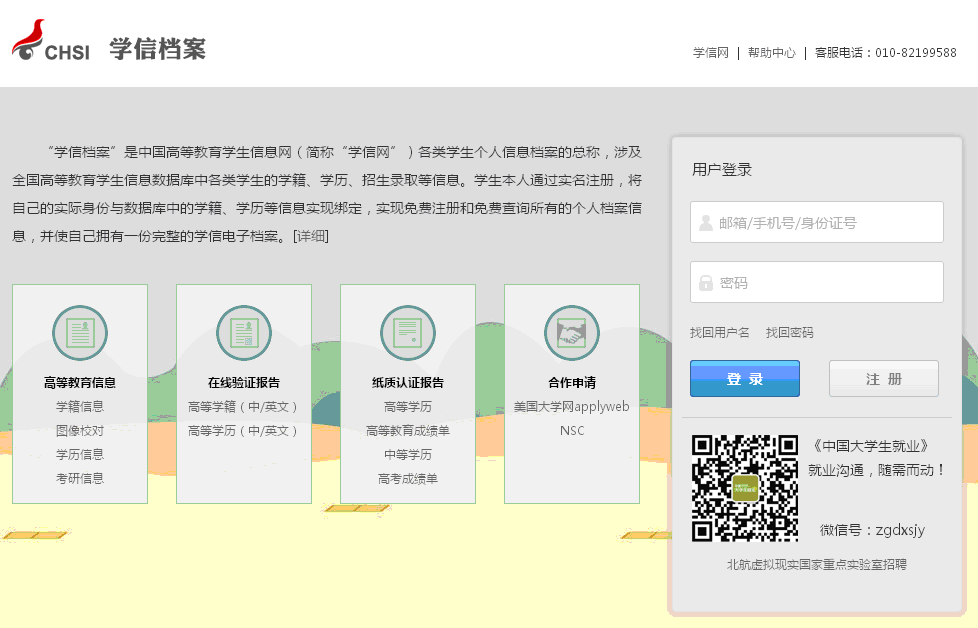 CHSI 学信档案
学信网 | 帮助中心 | 客服电话：010-82199588
“学信档案”是中国高等教育学生信息网（简称“学信网”）各类学生个人信息档案的总称，涉及
全国高等教育学生信息数据库中各类学生的学籍、学历、招生录取等信息。学生本人通过实名注册，将
自己的实际身份与数据库中的学籍、学历等信息实现绑定，实现免费注册和免费查询所有的个人档案信
息，并使自己拥有一份完整的学信电子档案。[详细]
高等教育信息
学籍信息
图像校对
学历信息
考研信息
在线验证报告
高等学籍（中/英文）
高等学历（中/英文）
纸质认证报告
高等学历
高等教育成绩单
中等学历
高考成绩单
合作申请
美国大学网applyweb
NSC
用户登录
邮箱/手机号/身份证号
密码
找回用户名 找回密码
登 录
注 册
《中国大学生就业》
就业沟通，随需而动！
微信号：zgdxsjy
北航虚拟现实国家重点实验室招聘